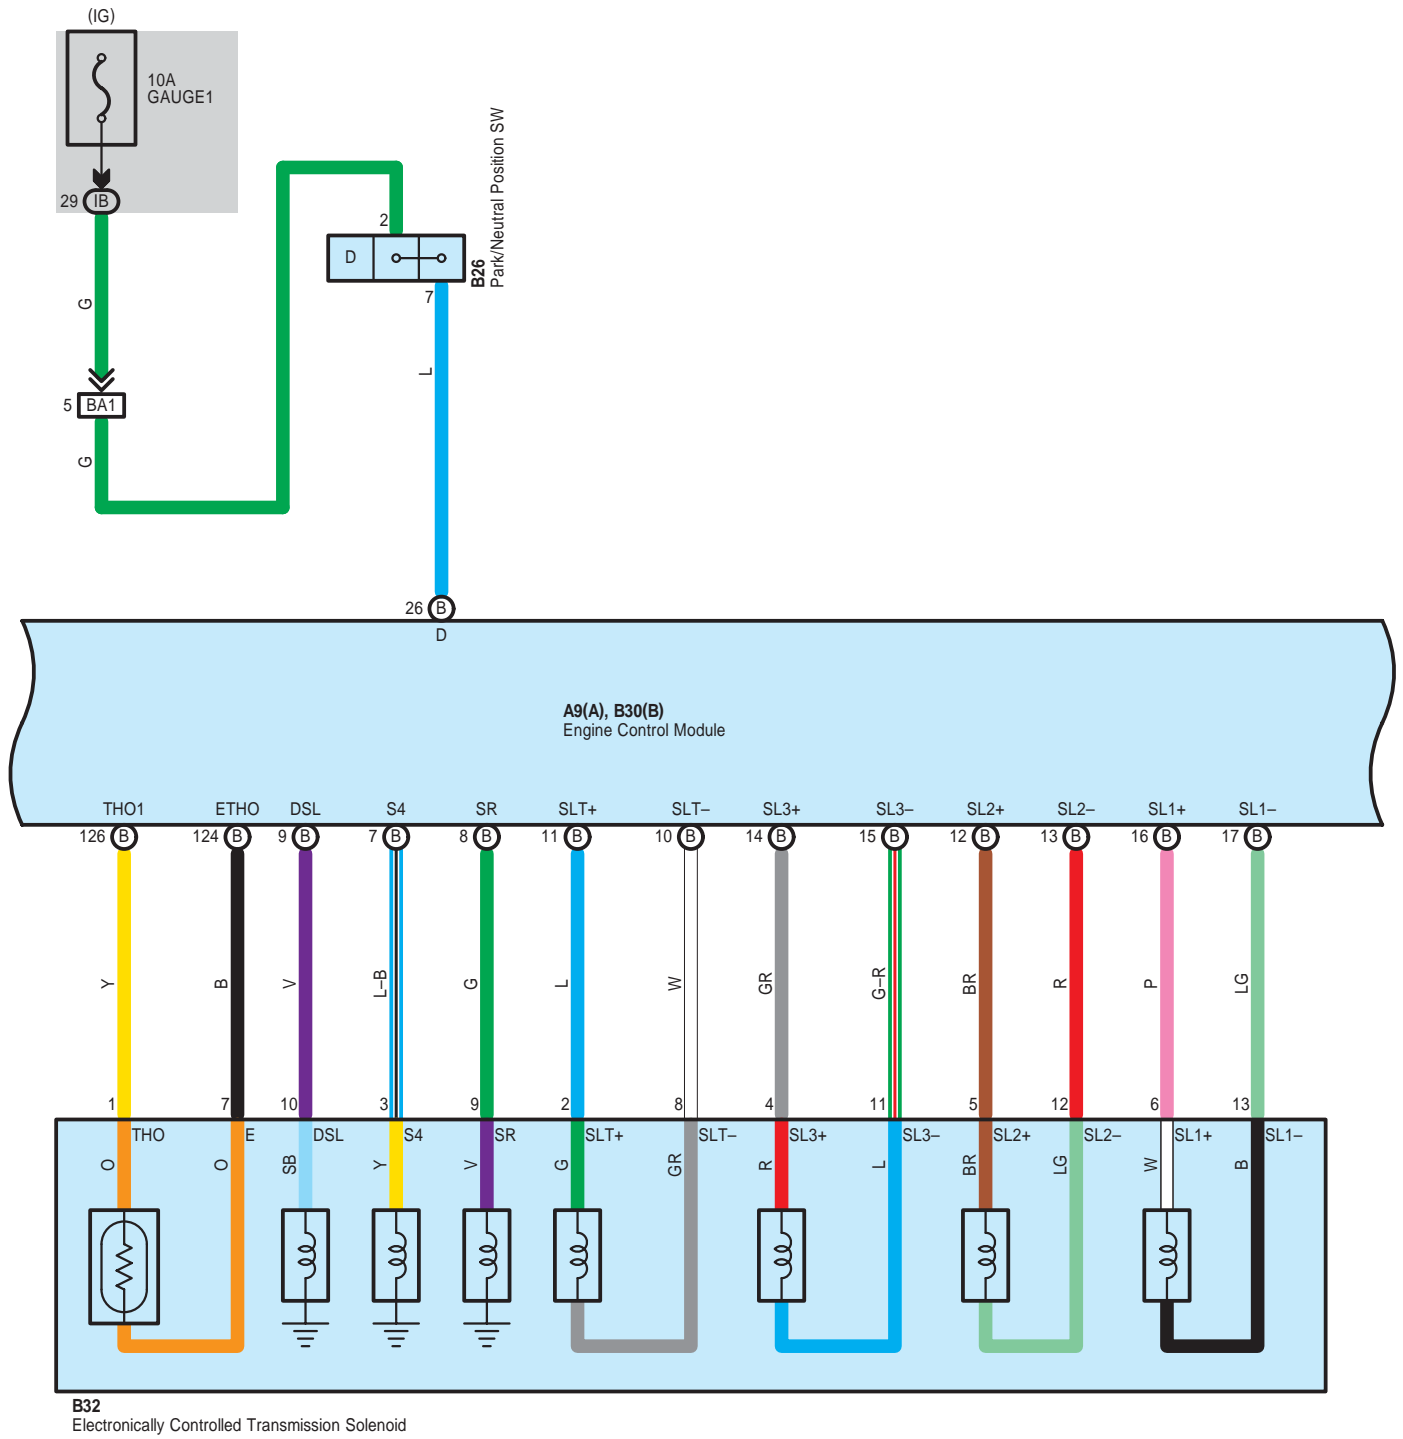 (IG)
10A
GAUGE1
29 IB
G
5 BA1
G
2
D
7
B26
Park/Neutral Position SW
L
26 B
D
A9(A), B30(B)
Engine Control Module
THO1 ETHO DSL S4 SR SLT+ SLT– SL3+ SL3– SL2+ SL2– SL1+ SL1–
126 B 124 B 9 B 7 B 8 B 11 B 10 B 14 B 15 B 12 B 13 B 16 B 17 B
Y B V L–B G L W GR G–R BR R P LG
1 7 10 3 9 2 8 4 11 5 12 6 13
THO E DSL S4 SR SLT+ SLT– SL3+ SL3– SL2+ SL2– SL1+ SL1–
O O SB Y V G GR R L BR LG W B
B32
Electronically Controlled Transmission Solenoid